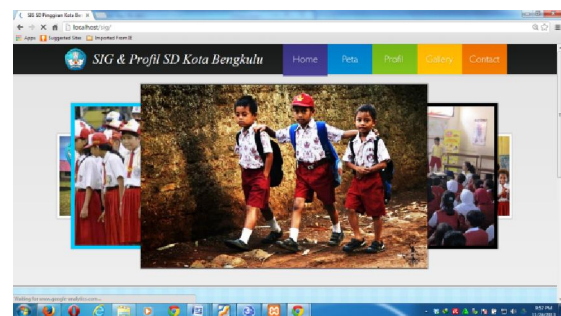 SIG SD Pinggiran Kota Be
localhost/sig/
Apps Suggested Sites Imported From IE
SIG & Profil SD Kota Bengkulu
Home Peta Profil Gallery Contact
Waiting for www.google-analytics.com...
9:57 PM